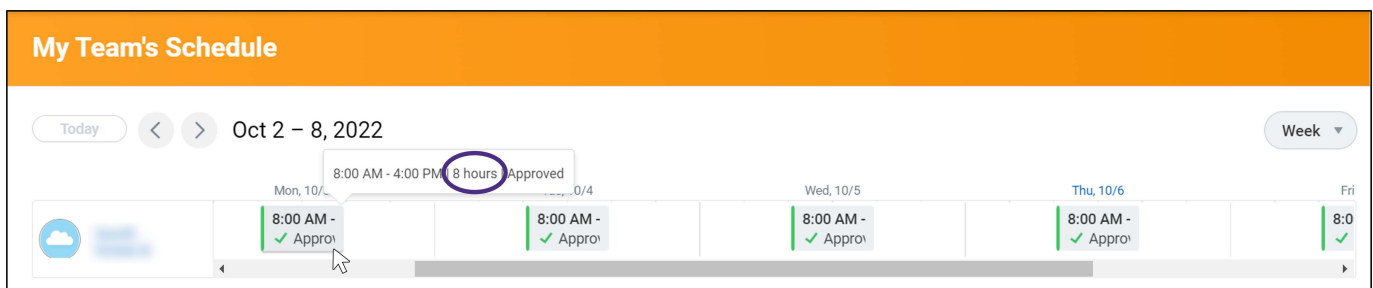 My Team's Schedule
Today
Oct 2 – 8, 2022
Week
8:00 AM - 4:00 PM | 8 hours | Approved
Mon, 10/
0/4
Wed, 10/5
Thu, 10/6
Fri
8:00 AM -
8:00 AM -
8:00 AM -
8:00 AM -
8:0
Approv
Approv
Approv
Approv